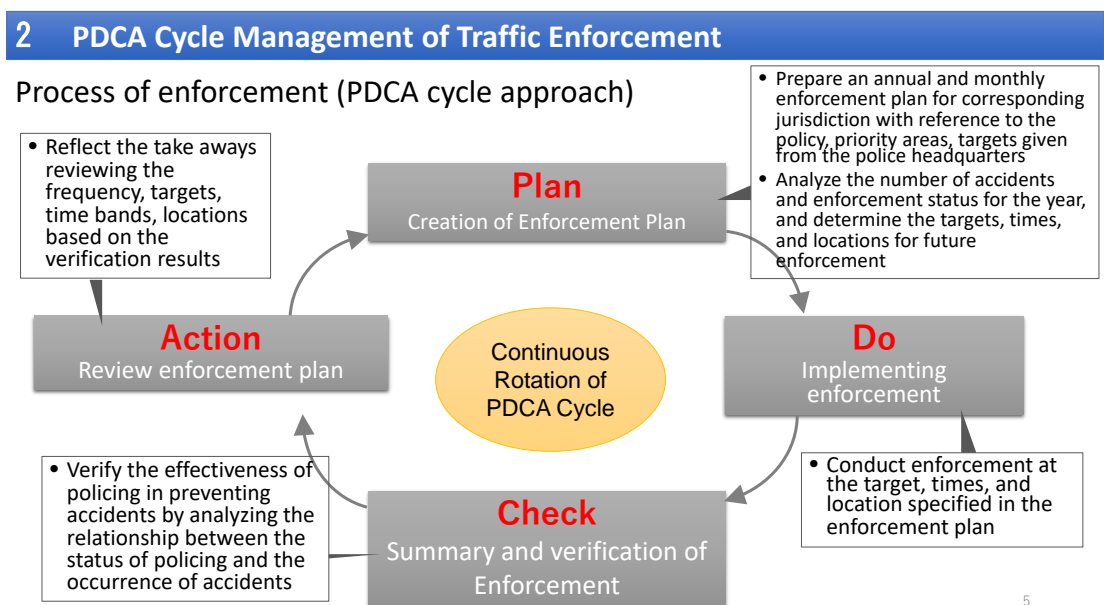 2 PDCA Cycle Management of Traffic Enforcement
Process of enforcement (PDCA cycle approach)
• Prepare an annual and monthly
enforcement plan for corresponding
jurisdiction with reference to the
policy, priority areas, targets given
from the police headquarters
• Analyze the number of accidents
and enforcement status for the year,
and determine the targets, times,
and locations for future
enforcement
• Reflect the take aways
reviewing the
frequency, targets,
time bands, locations
based on the
verification results
Plan
Creation of Enforcement Plan
Action
Review enforcement plan
Continuous
Rotation of
PDCA Cycle
Do
Implementing
enforcement
• Verify the effectiveness of
policing in preventing
accidents by analyzing the
relationship between the
status of policing and the
occurrence of accidents
Check
Summary and verification of
Enforcement
• Conduct enforcement at
the target, times, and
location specified in the
enforcement plan
5